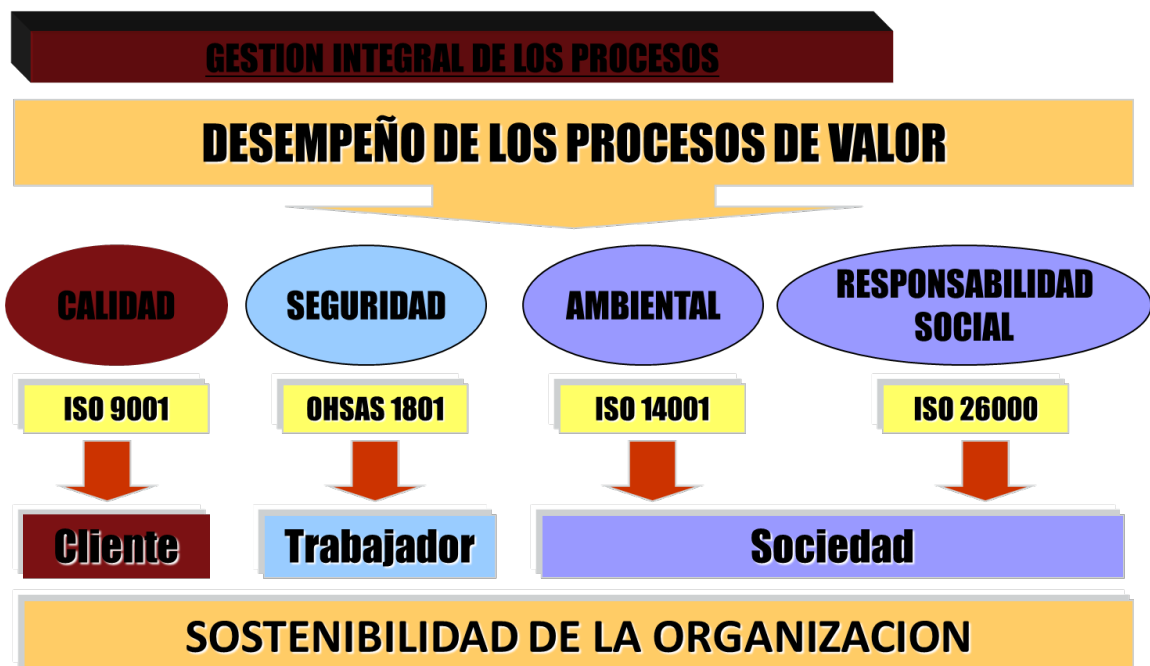 GESTION INTEGRAL DE LOS PROCESOS
DESEMPEÑO DE LOS PROCESOS DE VALOR
CALIDAD
SEGURIDAD
AMBIENTAL
RESPONSABILIDAD
SOCIAL
ISO 9001
OHSAS 1801
ISO 14001
ISO 26000
Cliente
Trabajador
Sociedad
SOSTENIBILIDAD DE LA ORGANIZACION